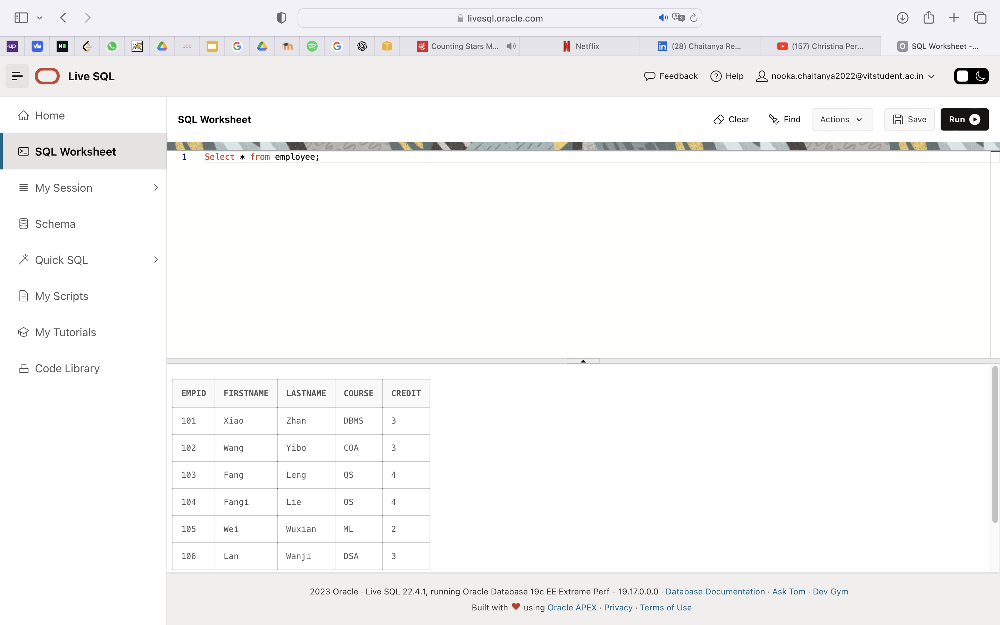 livesql.oracle.com
up
H
DCD
Counting Stars M...
Netflix
in (28) Chaitanya Re...
(157) Christina Per...
O SQL Worksheet -...
Live SQL
Feedback
? Help
nooka.chaitanya2022@vitstudent.ac.in
Home
SQL Worksheet
My Session
Schema
Quick SQL
My Scripts
My Tutorials
Code Library
SQL Worksheet
Clear
Find
Actions
Save
Run
1 Select * from employee;
EMPID FIRSTNAME LASTNAME COURSE CREDIT
101 Xiao Zhan DBMS 3
102 Wang Yibo COA 3
103 Fang Leng QS 4
104 Fangi Lie OS 4
105 Wei Wuxian ML 2
106 Lan Wanji DSA 3
2023 Oracle · Live SQL 22.4.1, running Oracle Database 19c EE Extreme Perf - 19.17.0.0.0 · Database Documentation · Ask Tom · Dev Gym
Built with ❤ using Oracle APEX · Privacy · Terms of Use